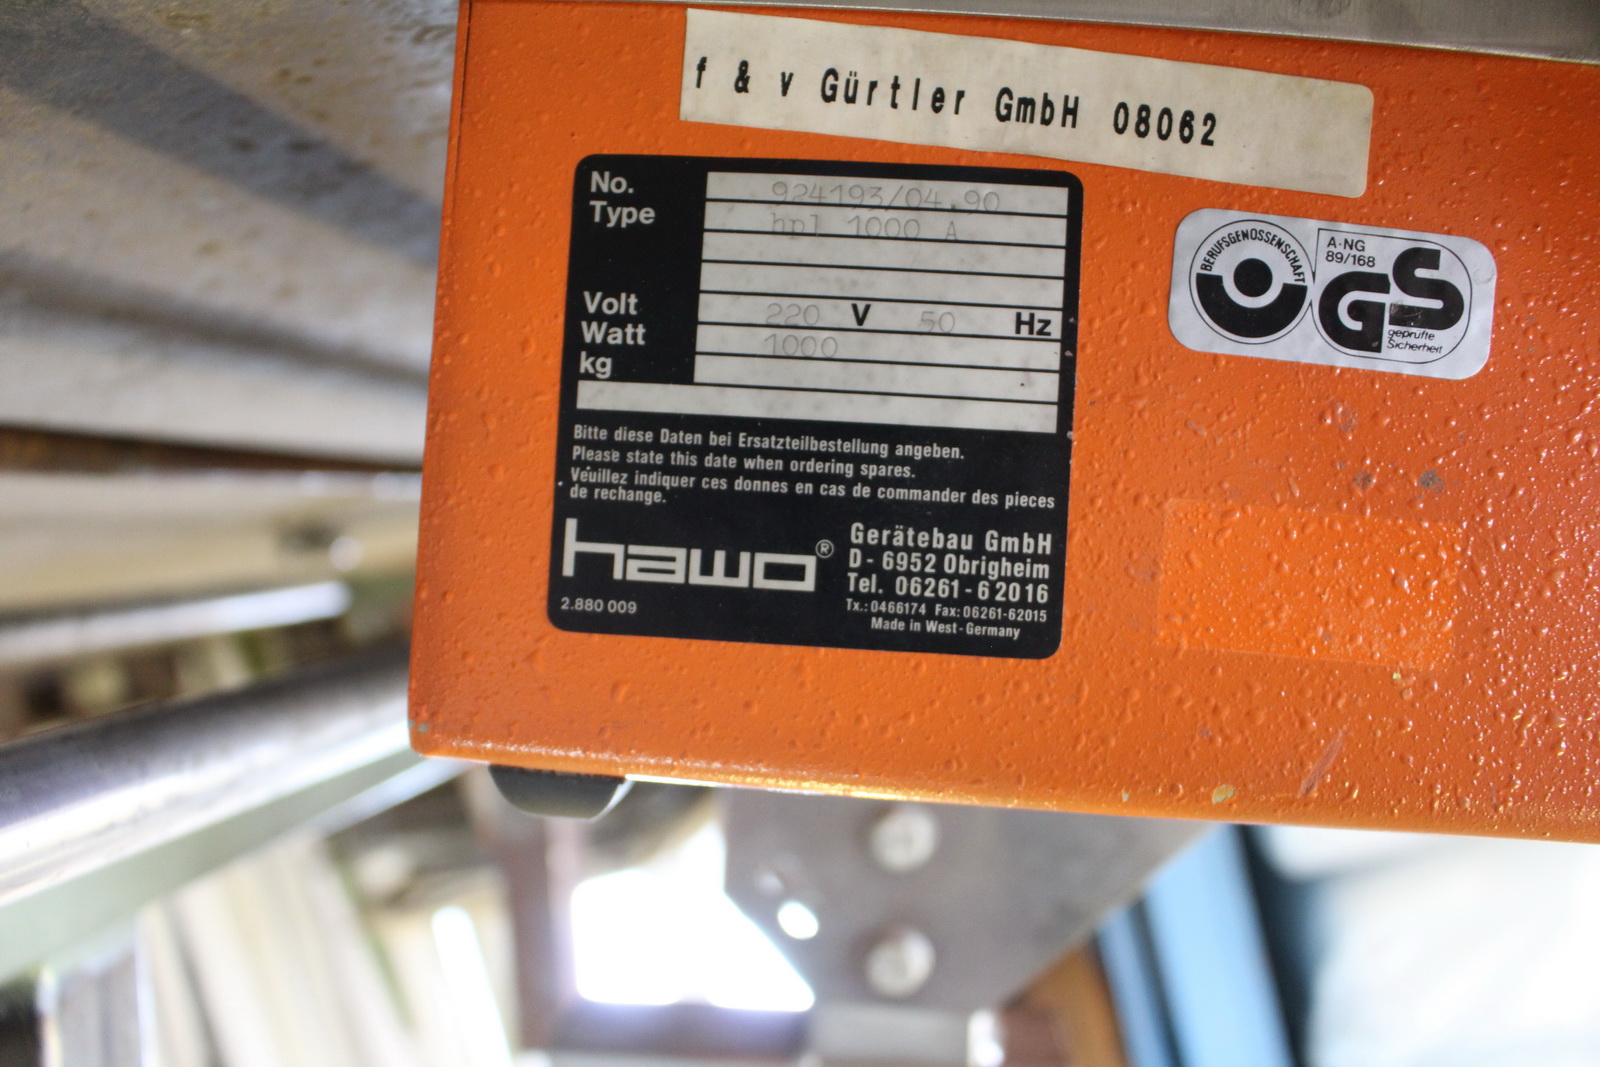 f & v Gürtler GmbH 08062
No. 924193/04.90
Type hpl 1000 A
Volt 220 V 50 Hz
Watt 1000
kg
Bitte diese Daten bei Ersatzteilbestellung angeben.
Please state this date when ordering spares.
Veuillez indiquer ces donnes en cas de commander des pieces
de rechange.
hawo®
2.880 009
Gerätebau GmbH
D- 6952 Obrigheim
Tel. 06261-62016
Tx.: 0466174 Fax: 06261-62015
Made in West-Germany
BERUFSGENOSSENSCHAFT
A-NG
89/168
GS
geprüfte
Sicherheit